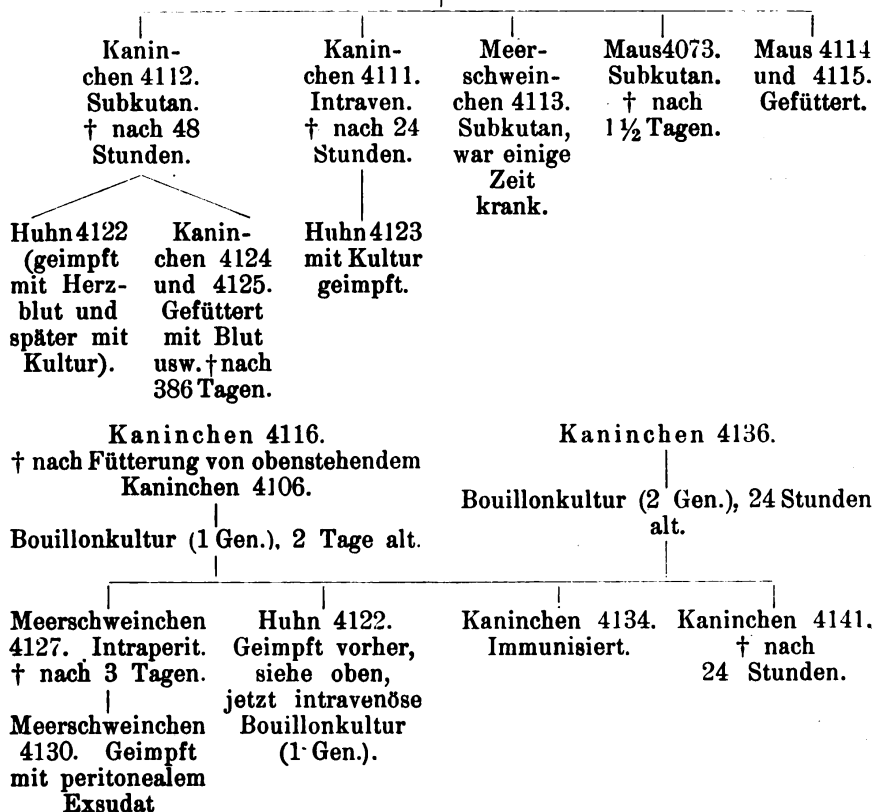 Kanin-
chen 4112.
Subkutan.
† nach 48
Stunden.
Kanin-
chen 4111.
Intraven.
† nach 24
Stunden.
Meer-
schwein-
chen 4113.
Subkutan,
war einige
Zeit
krank.
Maus4073.
Subkutan.
† nach
1½ Tagen.
Maus 4114
und 4115.
Gefüttert.
Huhn 4122
(geimpft
mit Herz-
blut und
später mit
Kultur).
Kanin-
chen 4124
und 4125.
Gefüttert
mit Blut
usw. † nach
386 Tagen.
Huhn 4123
mit Kultur
geimpft.
Kaninchen 4116.
† nach Fütterung von obenstehendem
Kaninchen 4106.
Bouillonkultur (1 Gen.), 2 Tage alt.
Kaninchen 4136.
Bouillonkultur (2 Gen.), 24 Stunden
alt.
Meerschweinchen
4127. Intraperit.
† nach 3 Tagen.
Meerschweinchen
4130. Geimpft
mit peritonealem
Exsudat
Huhn 4122.
Geimpft vorher,
siehe oben,
jetzt intravenöse
Bouillonkultur
(1 Gen.).
Kaninchen 4134.
Immunisiert.
Kaninchen 4141.
† nach
24 Stunden.